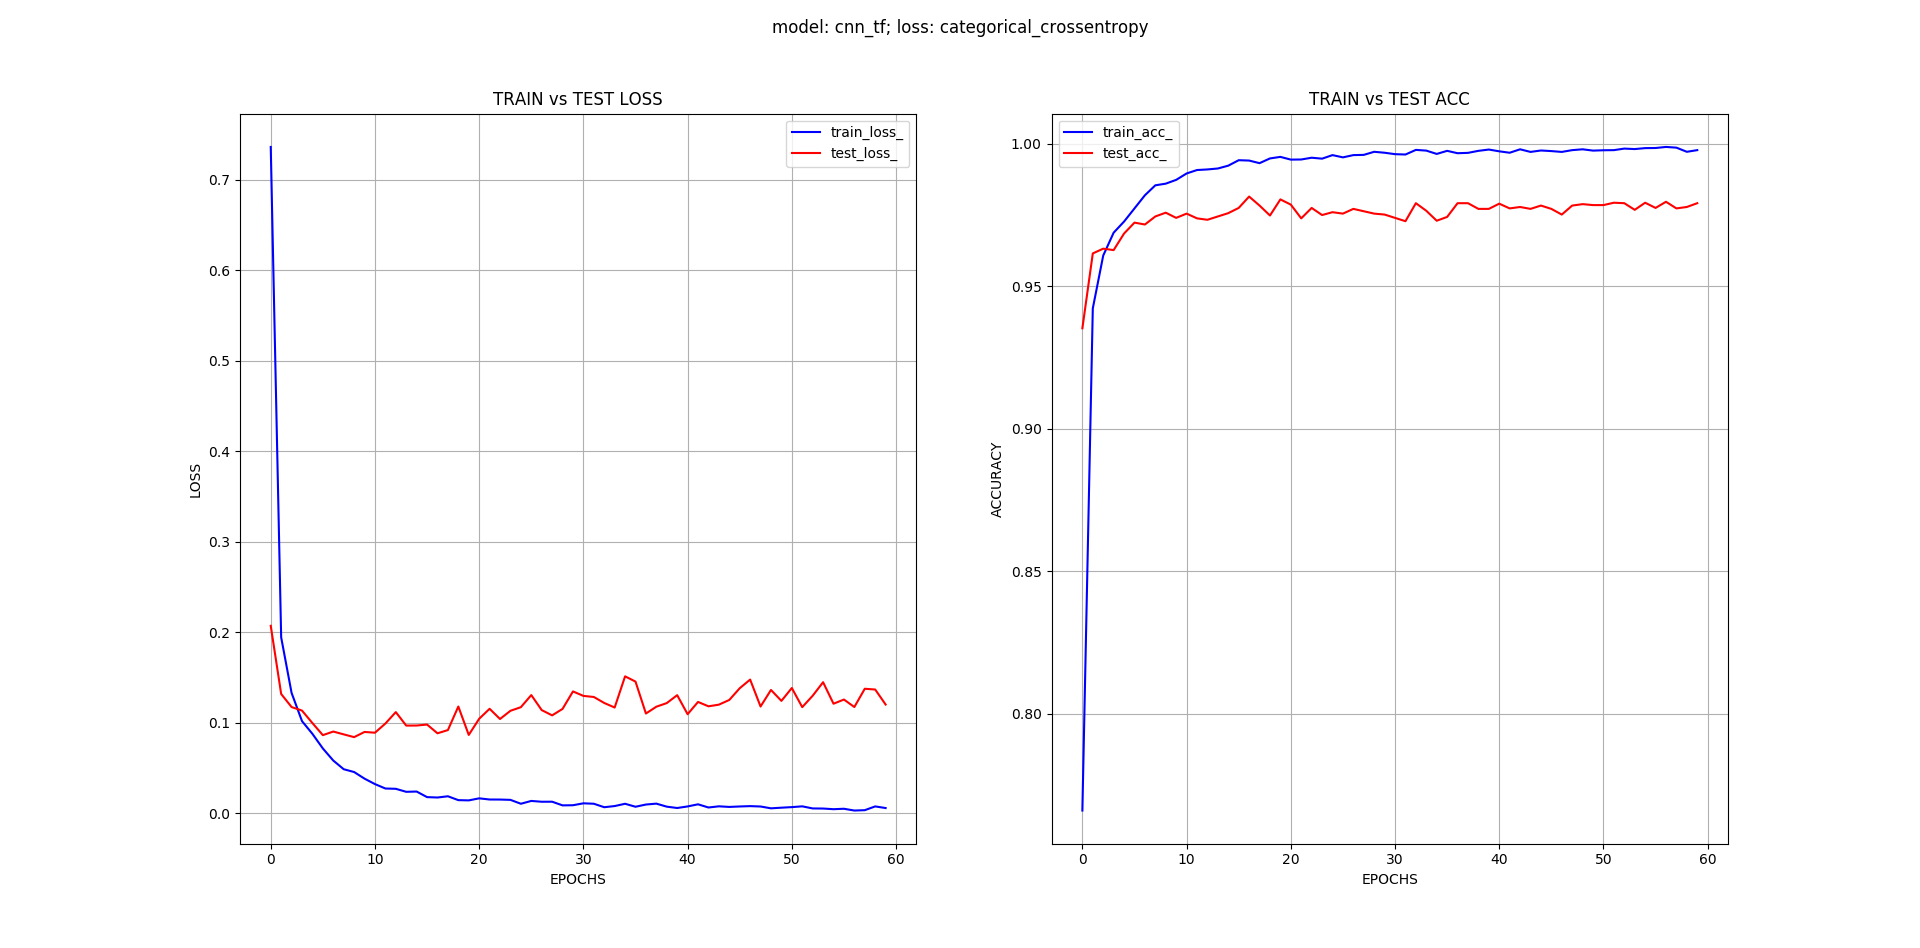 model: cnn_tf; loss: categorical_crossentropy
TRAIN vs TEST LOSS
train_loss_
test_loss_
0.7
0.6
0.5
0.4
0.3
0.2
0.1
0.0
LOSS
0 10 20 30 40 50 60
EPOCHS
TRAIN vs TEST ACC
train_acc_
test_acc_
1.00
0.95
0.90
0.85
0.80
ACCURACY
0 10 20 30 40 50 60
EPOCHS